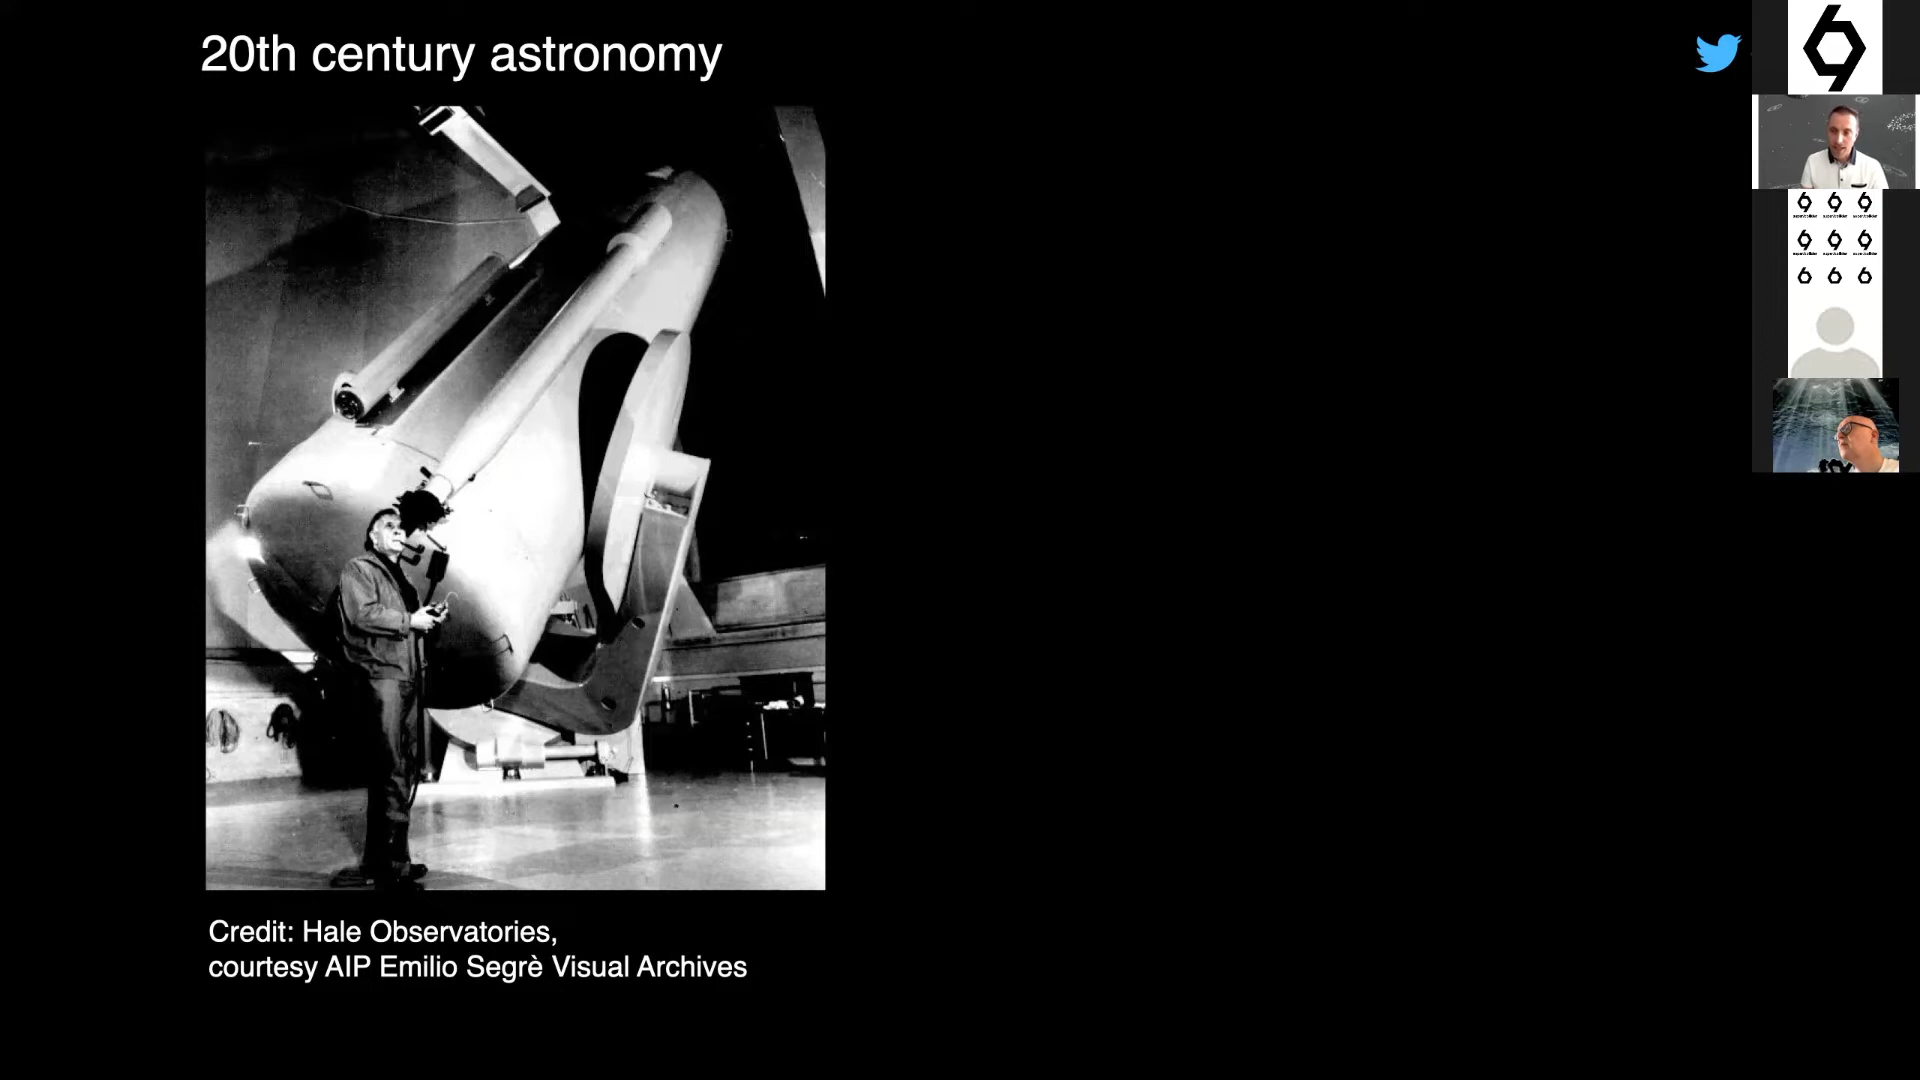 20th century astronomy
Credit: Hale Observatories,
courtesy AIP Emilio Segrè Visual Archives